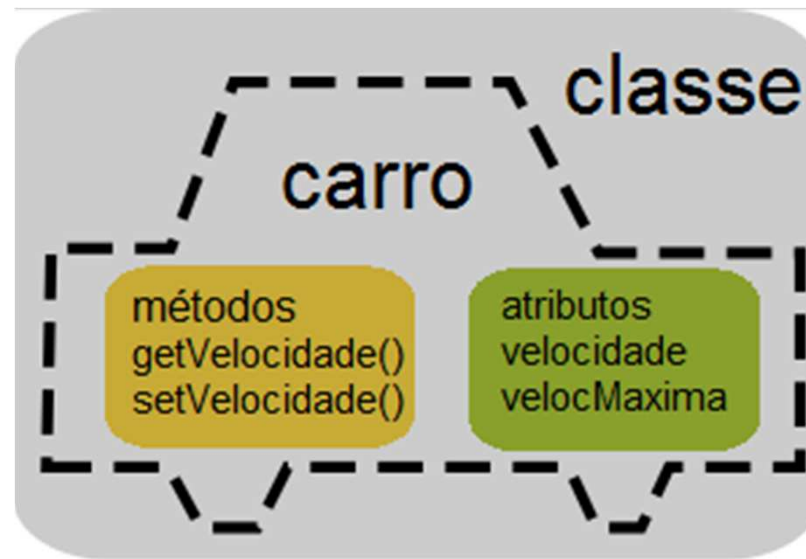 classe
carro
métodos
getVelocidade()
setVelocidade()
atributos
velocidade
velocMaxima